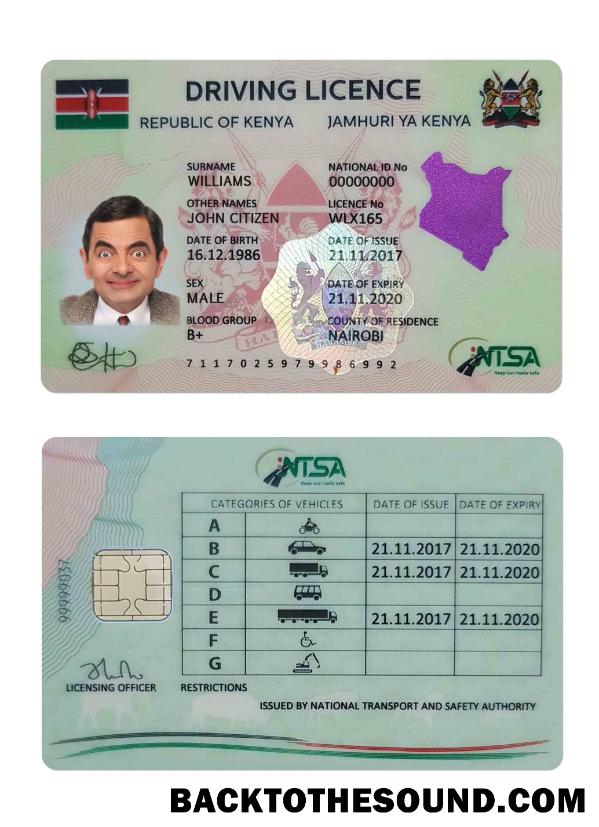 DRIVING LICENCE
REPUBLIC OF KENYA JAMHURI YA KENYA
SURNAME
WILLIAMS
NATIONAL ID No
00000000
OTHER NAMES
JOHN CITIZEN
LICENCE No
WLX165
DATE OF BIRTH
16.12.1986
DATE OF ISSUE
21.11.2017
SEX
MALE
DATE OF EXPIRY
21.11.2020
BLOOD GROUP
B+
COUNTY OF RESIDENCE
NAIROBI
711702597998 6992
NTSA
Keep our roads safe
NTSA
Keep our roads safe
CATEGORIES OF VEHICLES DATE OF ISSUE DATE OF EXPIRY
A
B 21.11.2017 21.11.2020
C 21.11.2017 21.11.2020
D
E 21.11.2017 21.11.2020
F
G
99999037
LICENSING OFFICER
RESTRICTIONS
ISSUED BY NATIONAL TRANSPORT AND SAFETY AUTHORITY
BACKTOTHESOUND.COM